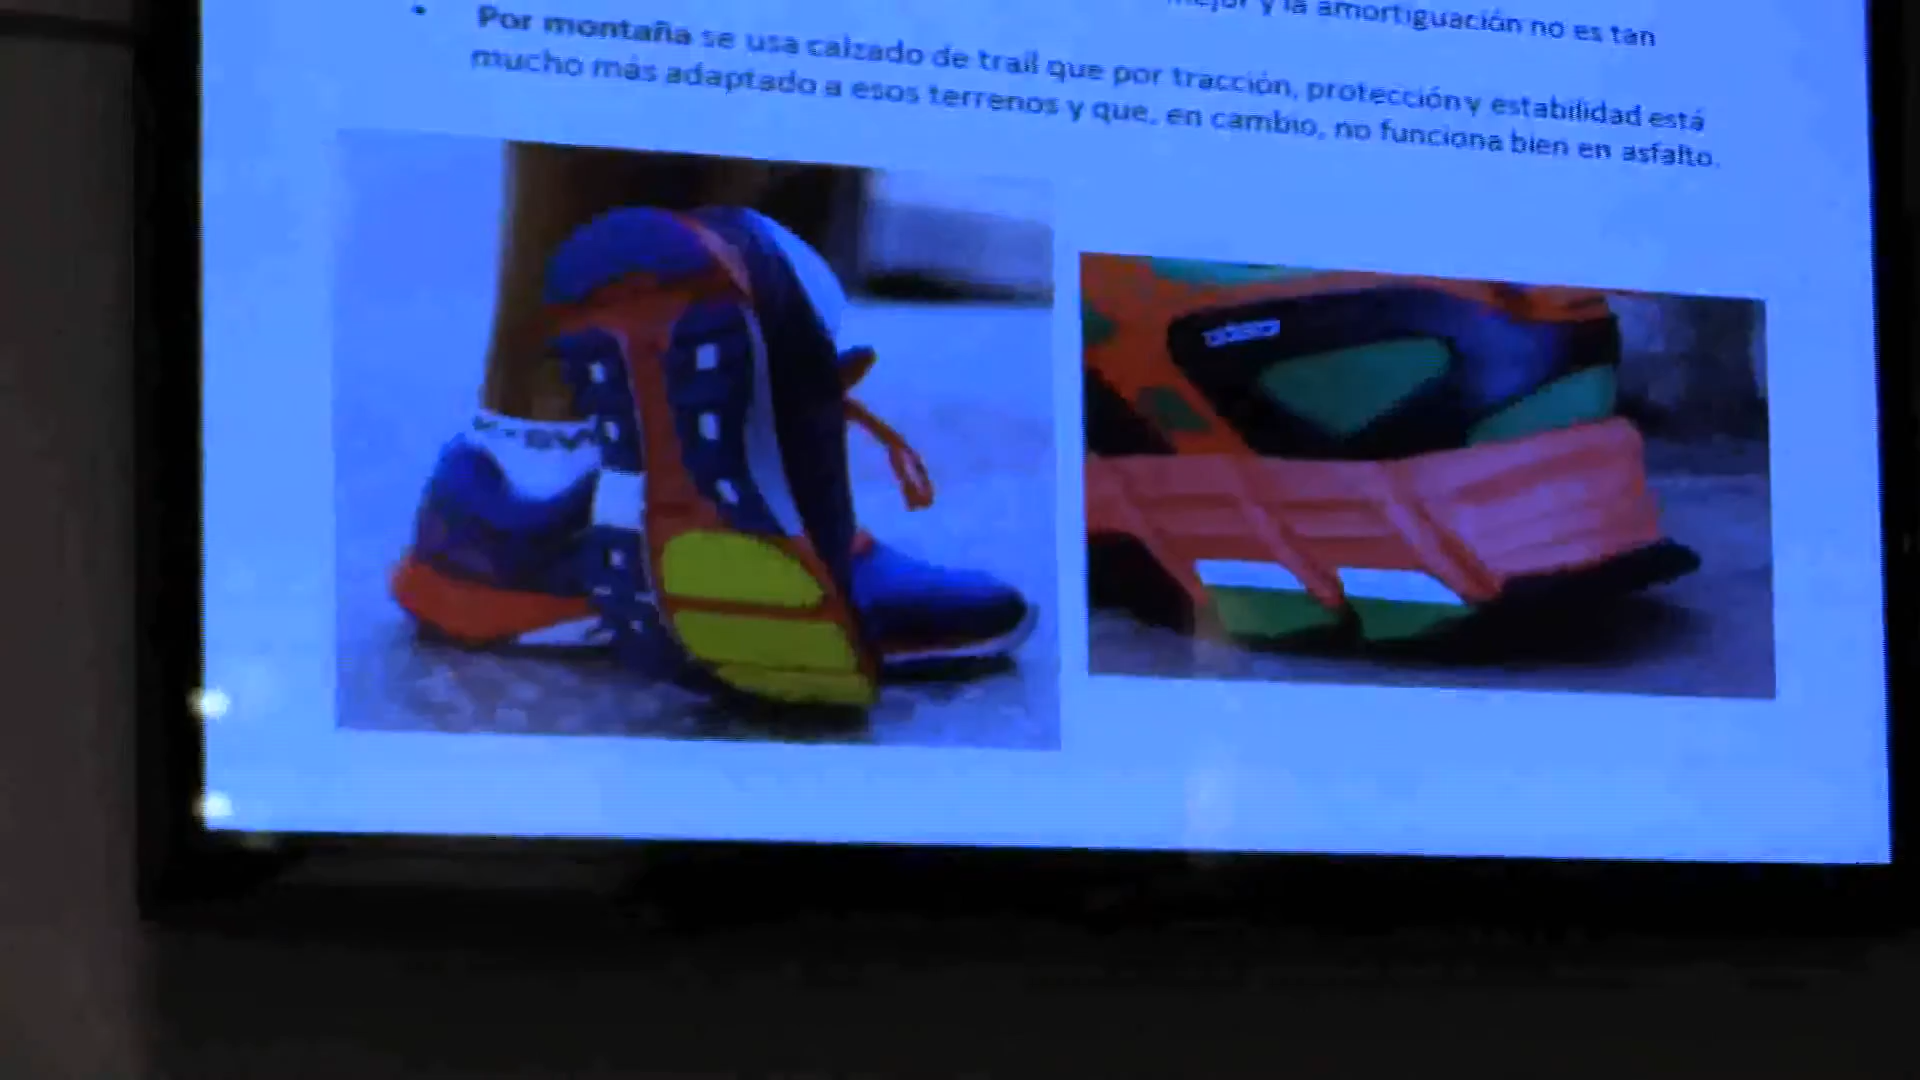 mejor y la amortiguación no es tan
• Por montaña se usa calzado de trail que por tracción, protección y estabilidad está
mucho más adaptado a esos terrenos y que, en cambio, no funciona bien en asfalto.